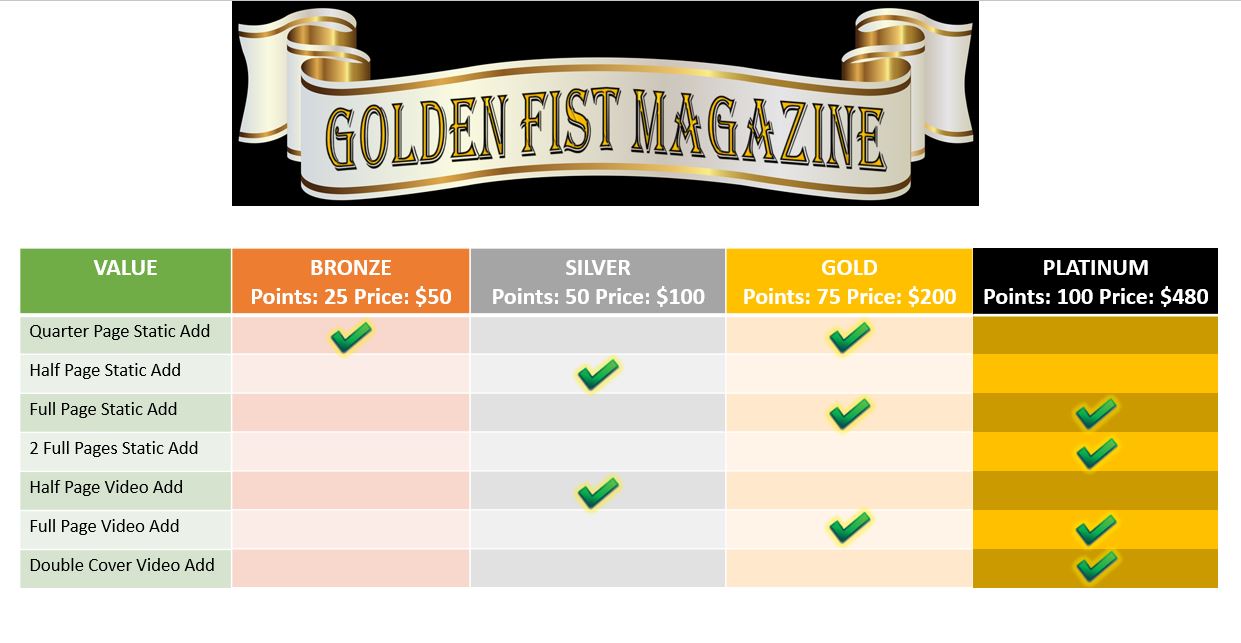 GOLDEN FIST MAGAZINE
VALUE
BRONZE
Points: 25 Price: $50
SILVER
Points: 50 Price: $100
GOLD
Points: 75 Price: $200
PLATINUM
Points: 100 Price: $480
Quarter Page Static Add
Half Page Static Add
Full Page Static Add
2 Full Pages Static Add
Half Page Video Add
Full Page Video Add
Double Cover Video Add